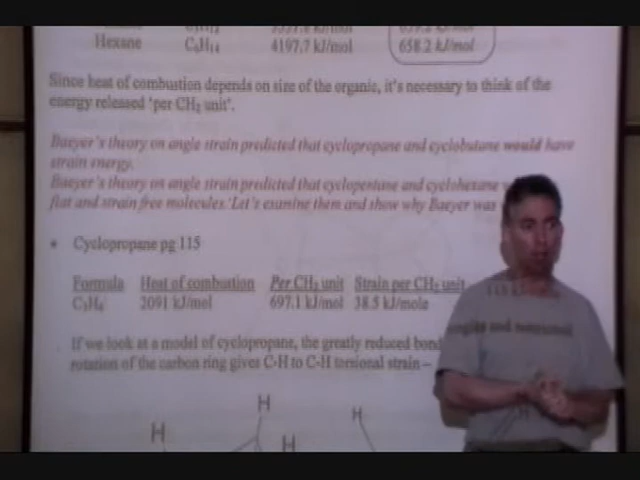 Hexane C₆H₁₄ 4197.7 kJ/mol 658.2 kJ/mol
Since heat of combustion depends on size of the organic, it's necessary to think of the
energy released 'per CH₂ unit'.
Baeyer's theory on angle strain predicted that cyclopropane and cyclobutane would have
strain energy.
Baeyer's theory on angle strain predicted that cyclopentane and cyclohexane
flat and strain free molecules. Let's examine them and show why Baeyer was
• Cyclopropane pg 115
Formula Heat of combustion Per CH₂ unit Strain per CH₂ unit
C₃H₆ 2091 kJ/mol 697.1 kJ/mol 38.5 kJ/mole
If we look at a model of cyclopropane, the greatly reduced bond
rotation of the carbon ring gives C-H to C-H torsional strain –
H
H
H
H